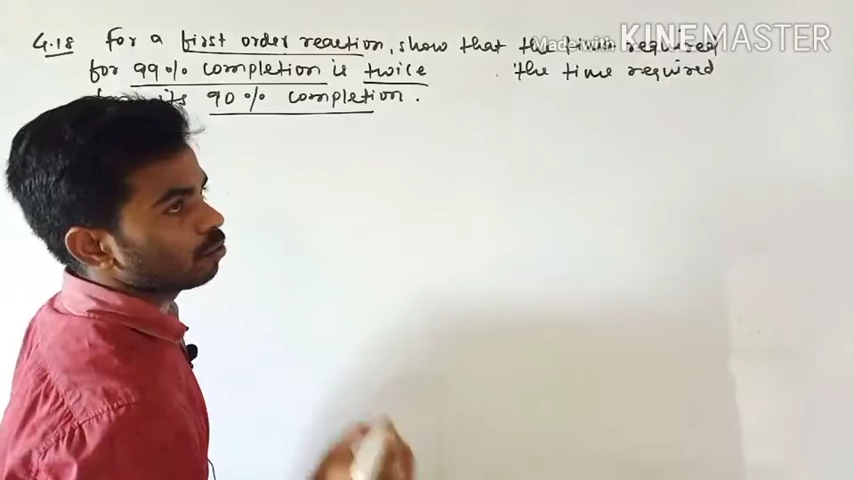 4.18 For a first order reaction, show that the time required
for 99% completion is twice the time required
its 90% completion.
Made with KINEMASTER